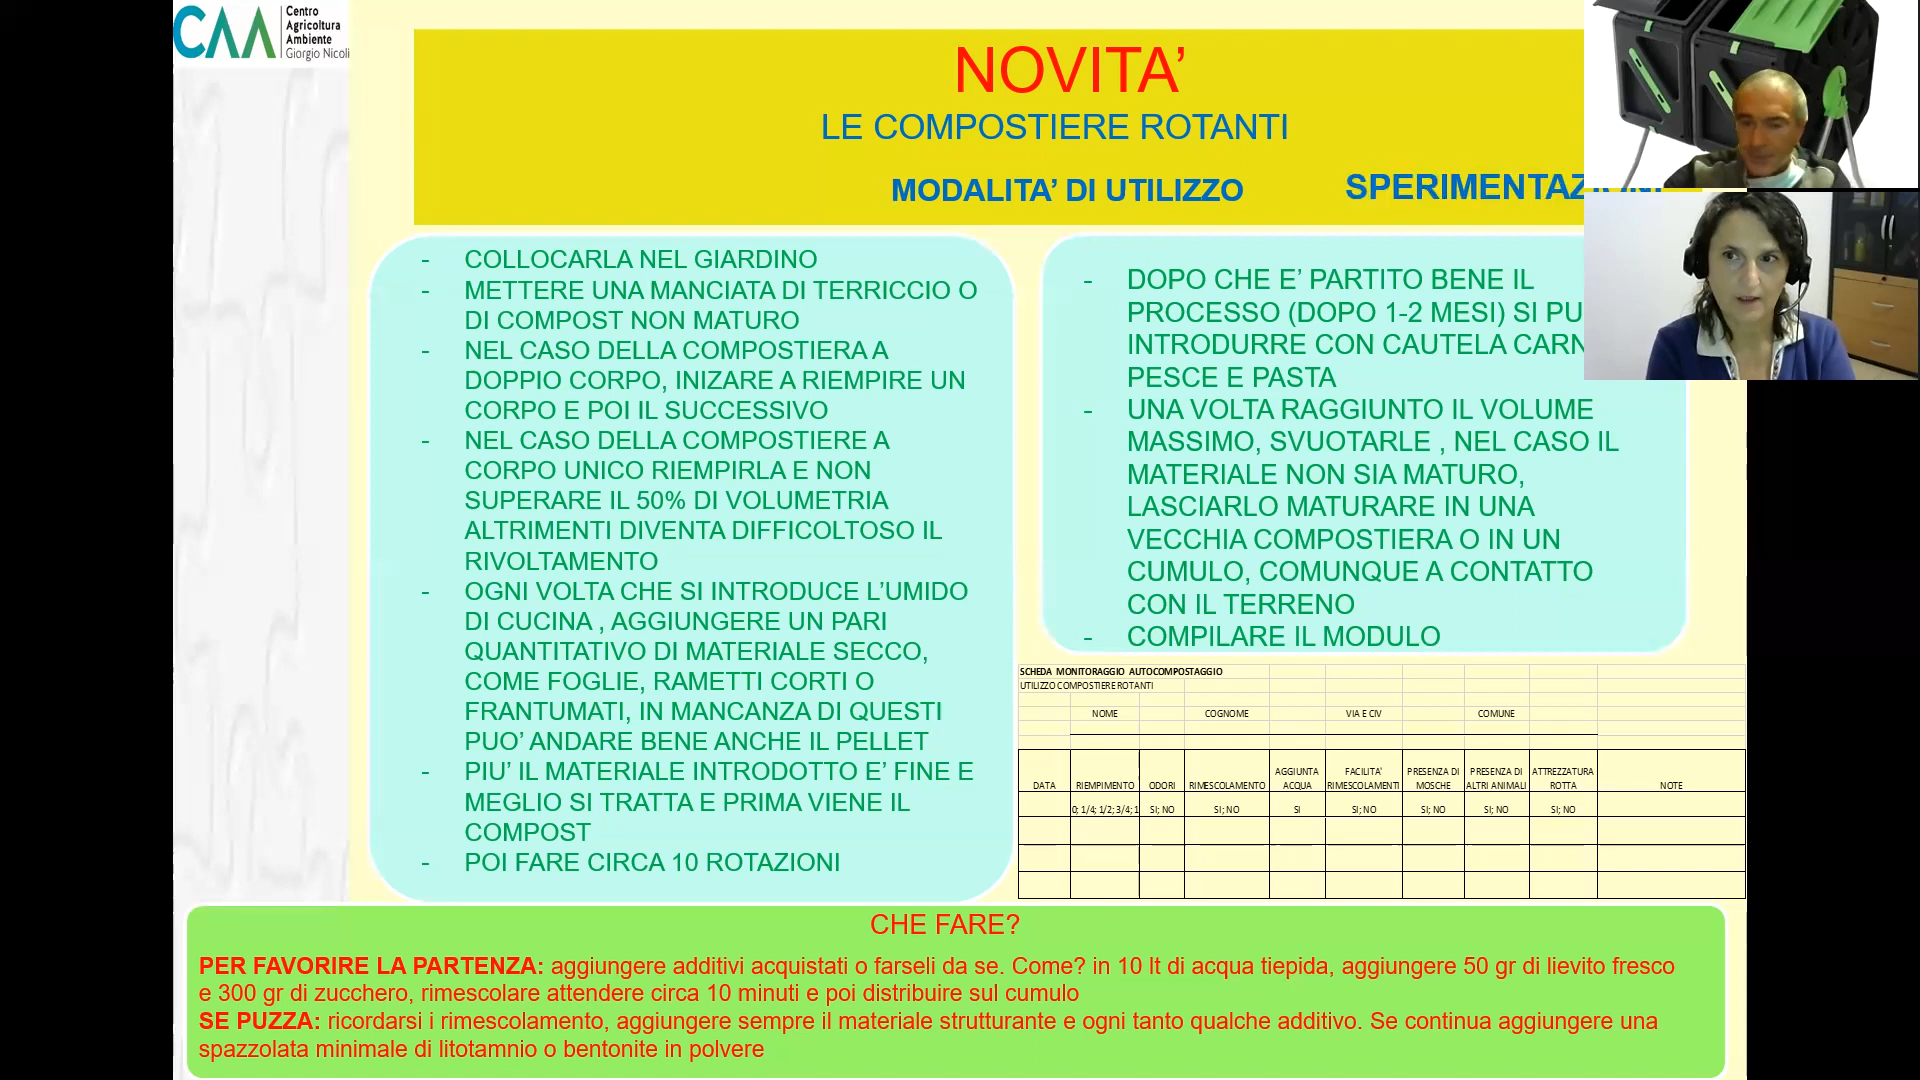 CAA
Centro
Agricoltura
Ambiente
Giorgio Nicoli
NOVITA’
LE COMPOSTIERE ROTANTI
MODALITA’ DI UTILIZZO
- COLLOCARLA NEL GIARDINO
- METTERE UNA MANCIATA DI TERRICCIO O
DI COMPOST NON MATURO
- NEL CASO DELLA COMPOSTIERA A
DOPPIO CORPO, INIZARE A RIEMPIRE UN
CORPO E POI IL SUCCESSIVO
- NEL CASO DELLA COMPOSTIERE A
CORPO UNICO RIEMPIRLA E NON
SUPERARE IL 50% DI VOLUMETRIA
ALTRIMENTI DIVENTA DIFFICOLTOSO IL
RIVOLTAMENTO
- OGNI VOLTA CHE SI INTRODUCE L’UMIDO
DI CUCINA , AGGIUNGERE UN PARI
QUANTITATIVO DI MATERIALE SECCO,
COME FOGLIE, RAMETTI CORTI O
FRANTUMATI, IN MANCANZA DI QUESTI
PUO’ ANDARE BENE ANCHE IL PELLET
- PIU’ IL MATERIALE INTRODOTTO E’ FINE E
MEGLIO SI TRATTA E PRIMA VIENE IL
COMPOST
- POI FARE CIRCA 10 ROTAZIONI
- DOPO CHE E’ PARTITO BENE IL
PROCESSO (DOPO 1-2 MESI) SI
INTRODURRE CON CAUTELA
PESCE E PASTA
- UNA VOLTA RAGGIUNTO IL VOLUME
MASSIMO, SVUOTARLE , NEL CASO IL
MATERIALE NON SIA MATURO,
LASCIARLO MATURARE IN UNA
VECCHIA COMPOSTIERA O IN UN
CUMULO, COMUNQUE A CONTATTO
CON IL TERRENO
- COMPILARE IL MODULO
SCHEDA MONITORAGGIO AUTOCOMPOSTAGGIO
UTILIZZO COMPOSTIERE ROTANTI
NOME COGNOME VIA E CIV COMUNE
DATA RIEMPIMENTO ODORI RIMESCOLAMENTO AGGIUNTA ACQUA FACILITA' RIMESCOLAMENTI PRESENZA DI MOSCHE PRESENZA DI ALTRI ANIMALI ATTREZZATURA ROTTA NOTE
0; 1/4; 1/2; 3/4; 1 SI; NO SI; NO SI SI; NO SI; NO SI; NO SI; NO
CHE FARE?
PER FAVORIRE LA PARTENZA: aggiungere additivi acquistati o farseli da se. Come? in 10 lt di acqua tiepida, aggiungere 50 gr di lievito fresco
e 300 gr di zucchero, rimescolare attendere circa 10 minuti e poi distribuire sul cumulo
SE PUZZA: ricordarsi i rimescolamento, aggiungere sempre il materiale strutturante e ogni tanto qualche additivo. Se continua aggiungere una
spazzolata minimale di litotamnio o bentonite in polvere